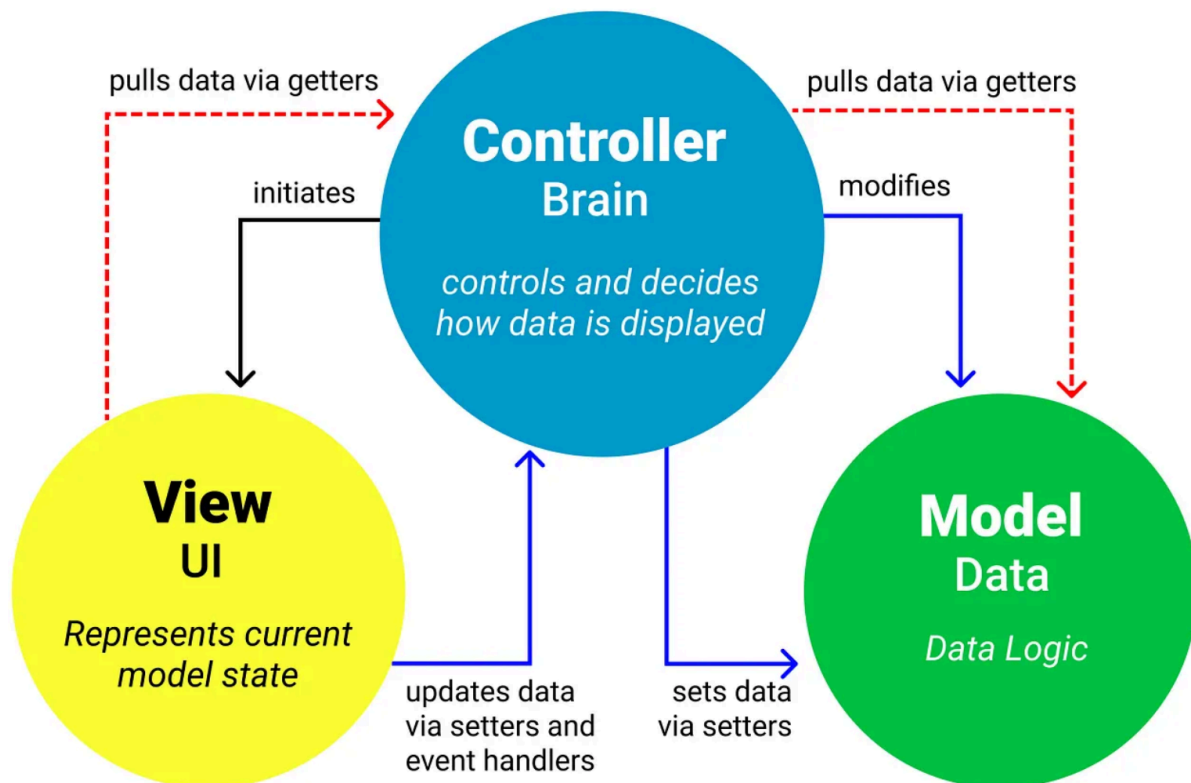 pulls data via getters
pulls data via getters
Controller
Brain
initiates
modifies
controls and decides
how data is displayed
View
UI
Represents current
model state
Model
Data
Data Logic
updates data
via setters and
event handlers
sets data
via setters